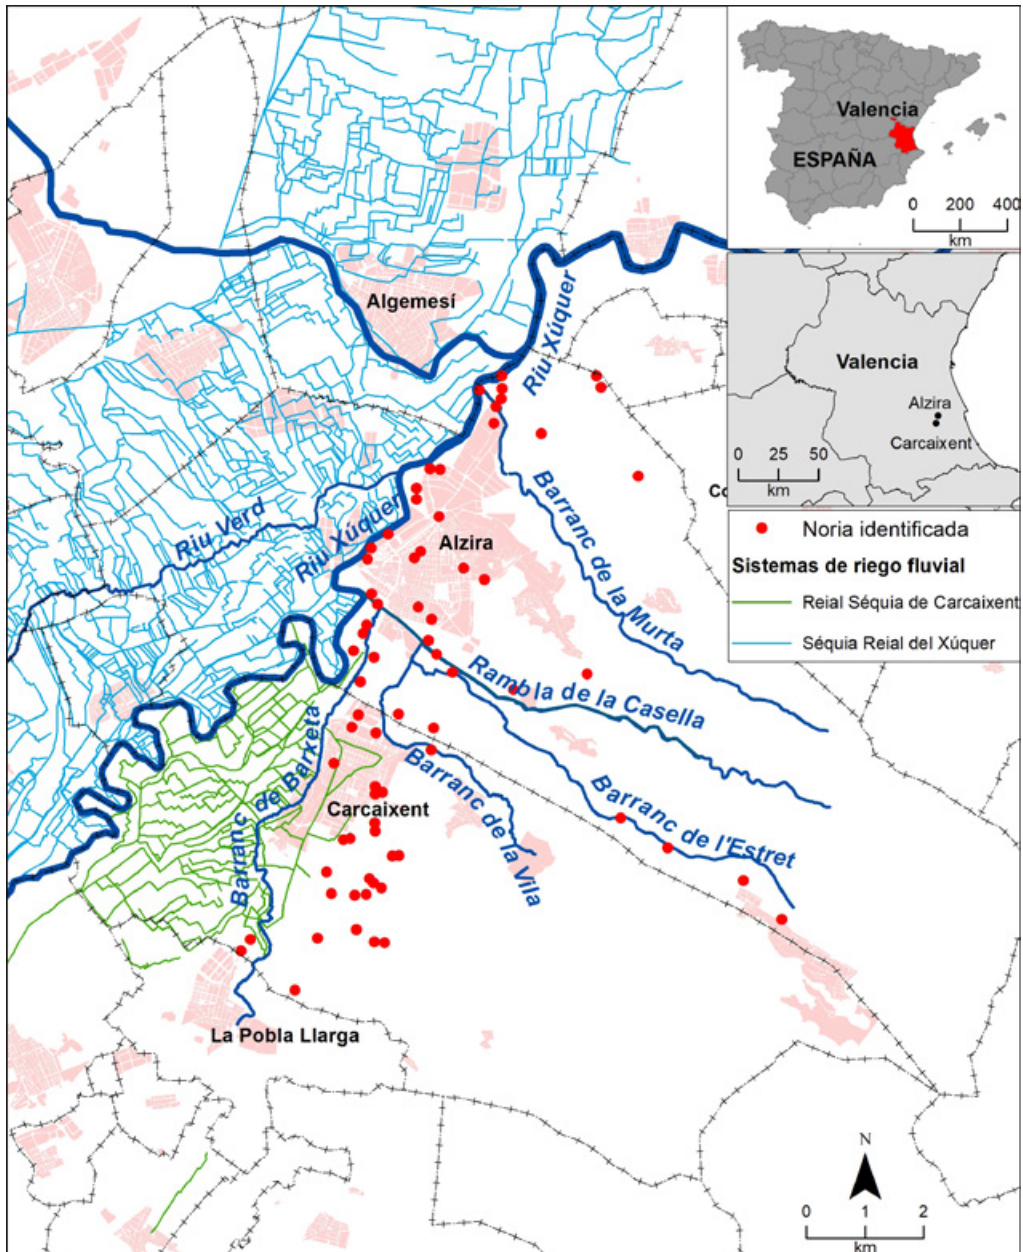 Valencia
ESPAÑA
0 200 400
km
Valencia
Alzira
Carcaixent
0 25 50
km
Noria identificada
Sistemas de riego fluvial
Reial Séquia de Carcaixent
Séquia Reial del Xúquer
Algemesí
Riu Xúquer
Riu Verd
Riu Xúquer
Alzira
Co
Barranc de la Murta
Rambla de la Casella
Barranc de Barxeta
Carcaixent
Barranc de la Vila
Barranc de l'Estret
La Pobla Llarga
N
0 1 2
km